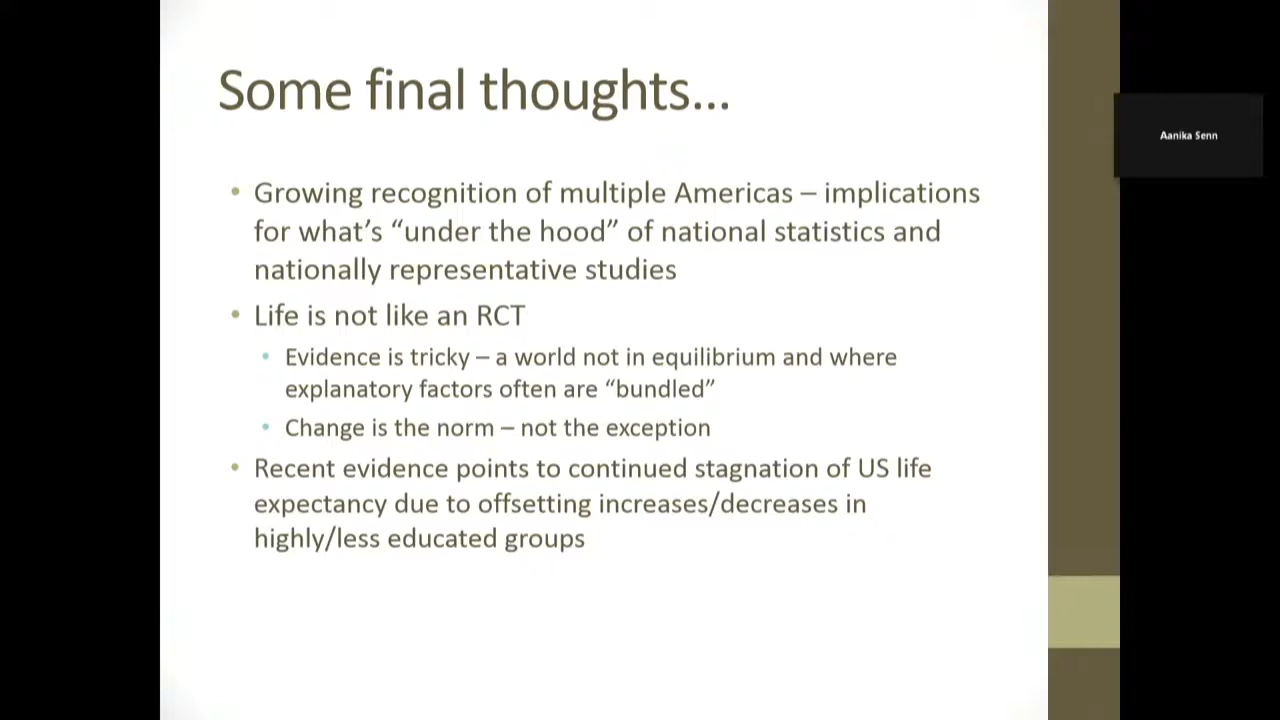 Some final thoughts...
• Growing recognition of multiple Americas – implications
for what’s “under the hood” of national statistics and
nationally representative studies
• Life is not like an RCT
• Evidence is tricky – a world not in equilibrium and where
explanatory factors often are “bundled”
• Change is the norm – not the exception
• Recent evidence points to continued stagnation of US life
expectancy due to offsetting increases/decreases in
highly/less educated groups
Aanika Senn